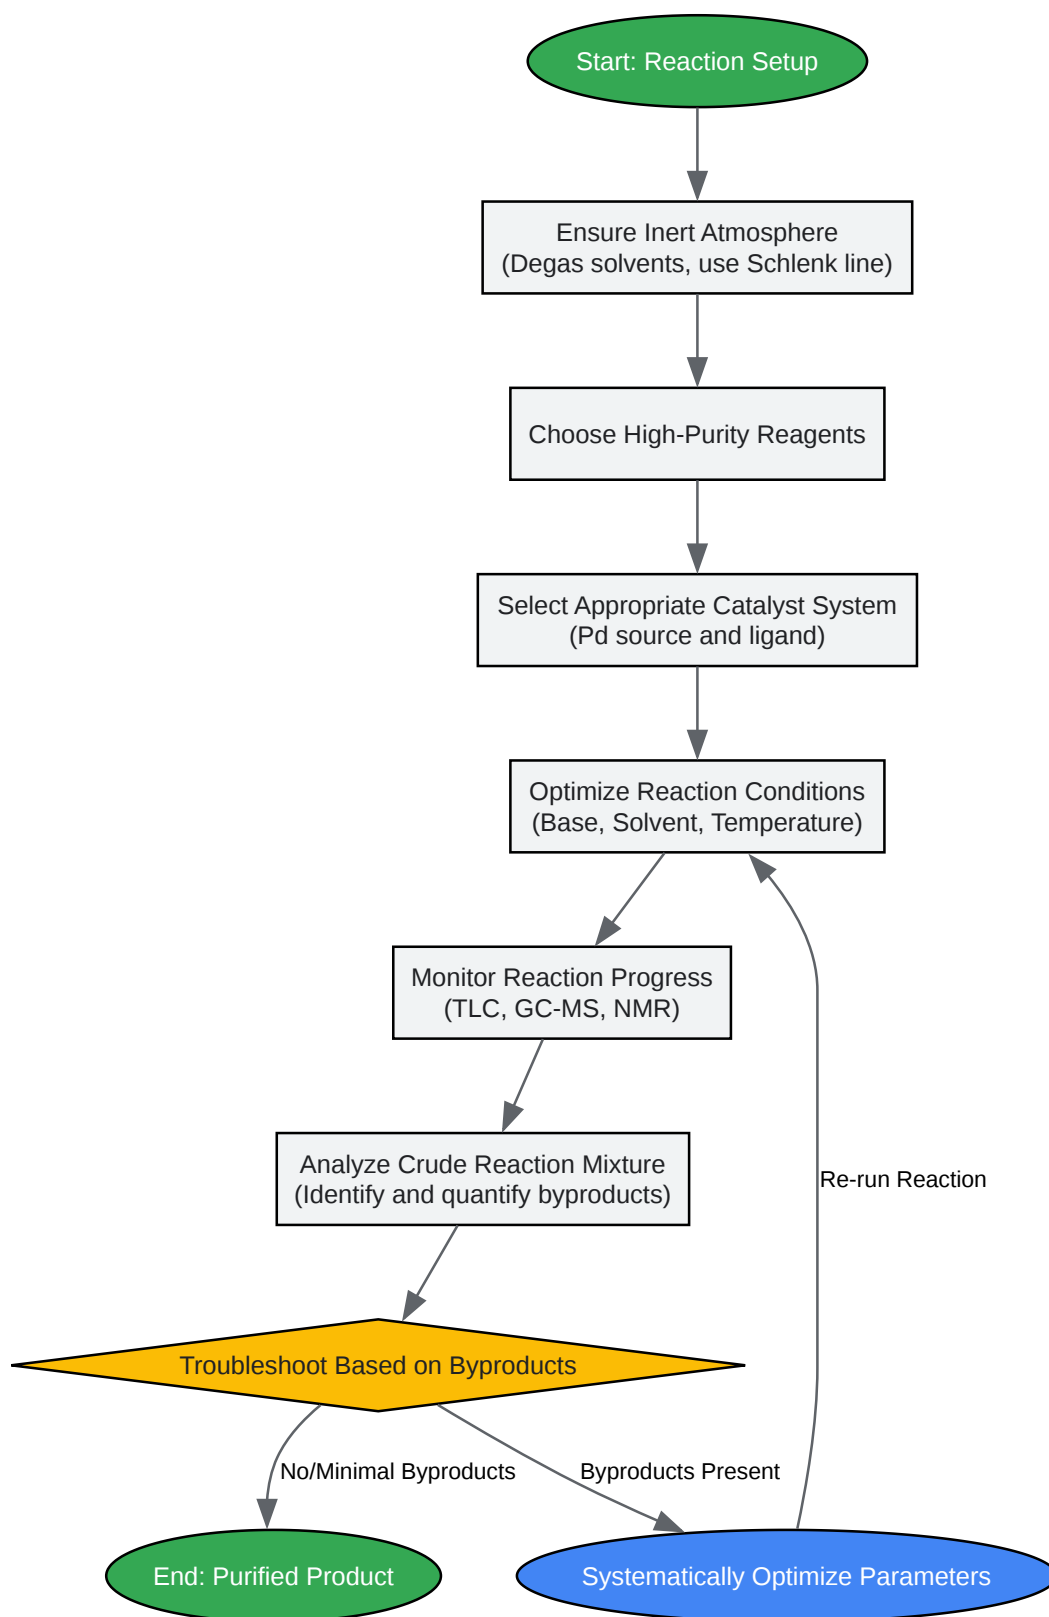 Start: Reaction Setup
Ensure Inert Atmosphere
(Degas solvents, use Schlenk line)
Choose High-Purity Reagents
Select Appropriate Catalyst System
(Pd source and ligand)
Optimize Reaction Conditions
(Base, Solvent, Temperature)
Monitor Reaction Progress
(TLC, GC-MS, NMR)
Analyze Crude Reaction Mixture
(Identify and quantify byproducts)
Re-run Reaction
Troubleshoot Based on Byproducts
No/Minimal Byproducts
Byproducts Present
End: Purified Product
Systematically Optimize Parameters